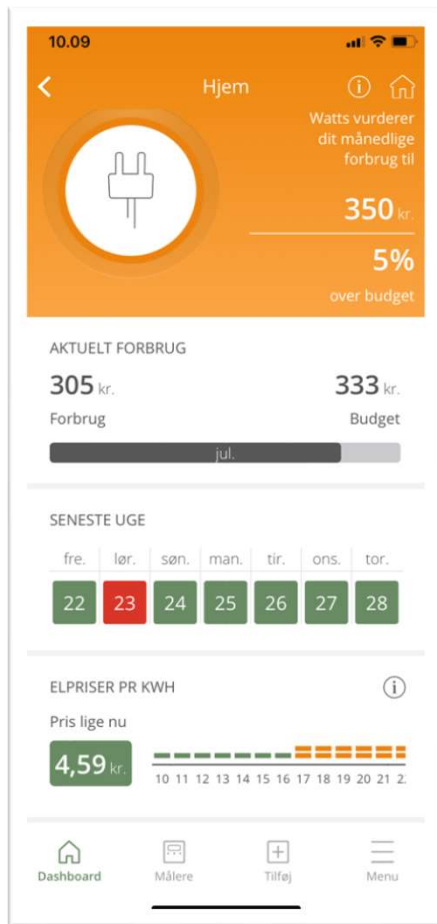 10.09
Hjem
Watts vurderer
dit månedlige
forbrug til
350 kr.
5%
over budget
AKTUELT FORBRUG
305 kr. 333 kr.
Forbrug Budget
jul.
SENESTE UGE
fre. lør. søn. man. tir. ons. tor.
22 23 24 25 26 27 28
ELPRISER PR KWH
Pris lige nu
4,59 kr.
10 11 12 13 14 15 16 17 18 19 20 21
Dashboard Målere Tilføj Menu